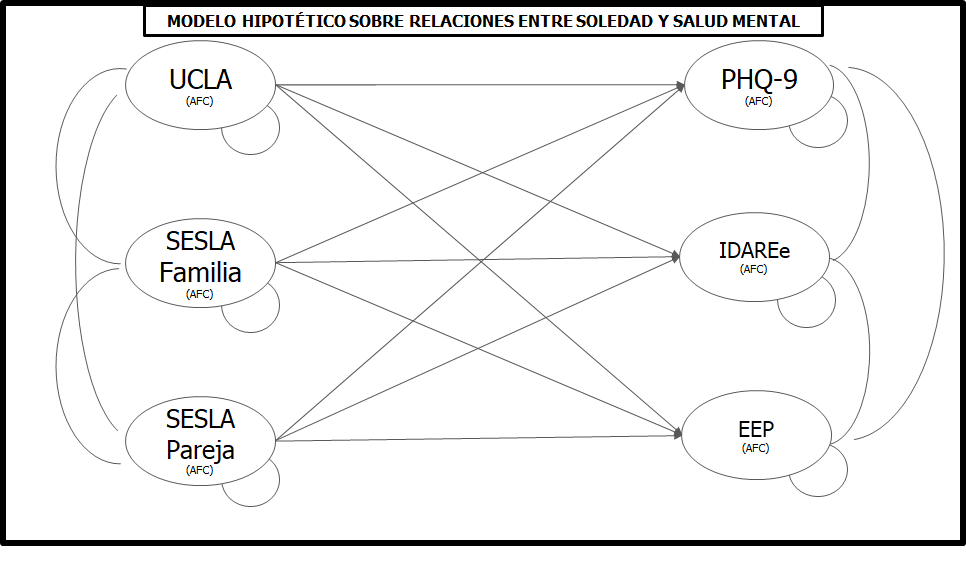 MODELO HIPOTÉTICO SOBRE RELACIONES ENTRE SOLEDAD Y SALUD MENTAL
UCLA
(AFC)
PHQ-9
(AFC)
SESLA
Familia
(AFC)
IDAREe
(AFC)
SESLA
Pareja
(AFC)
EEP
(AFC)